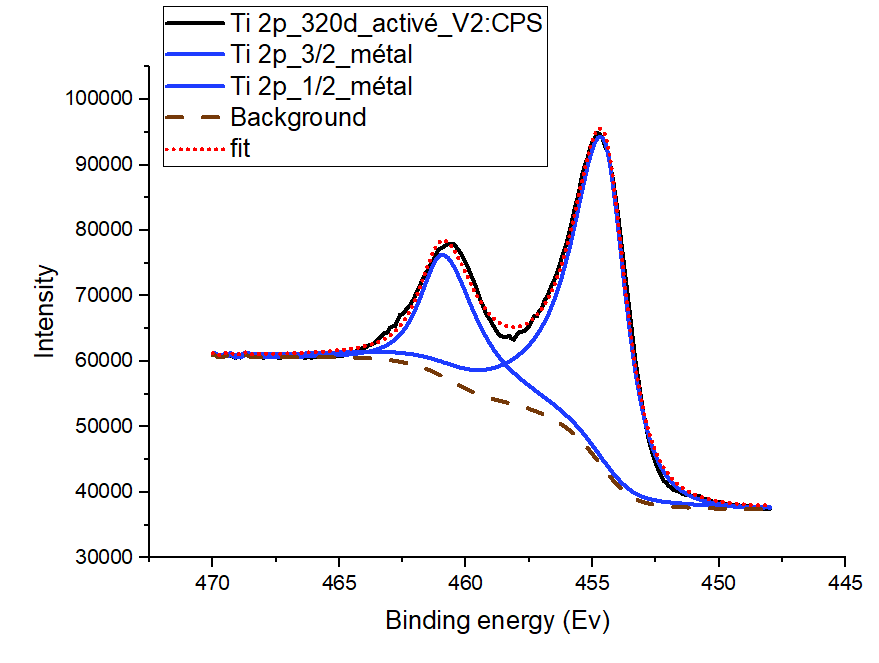 Ti 2p_320d_activé_V2:CPS
Ti 2p_3/2_métal
Ti 2p_1/2_métal
Background
fit
100000
90000
80000
70000
60000
50000
40000
30000
Intensity
470
465
460
455
450
445
Binding energy (Ev)